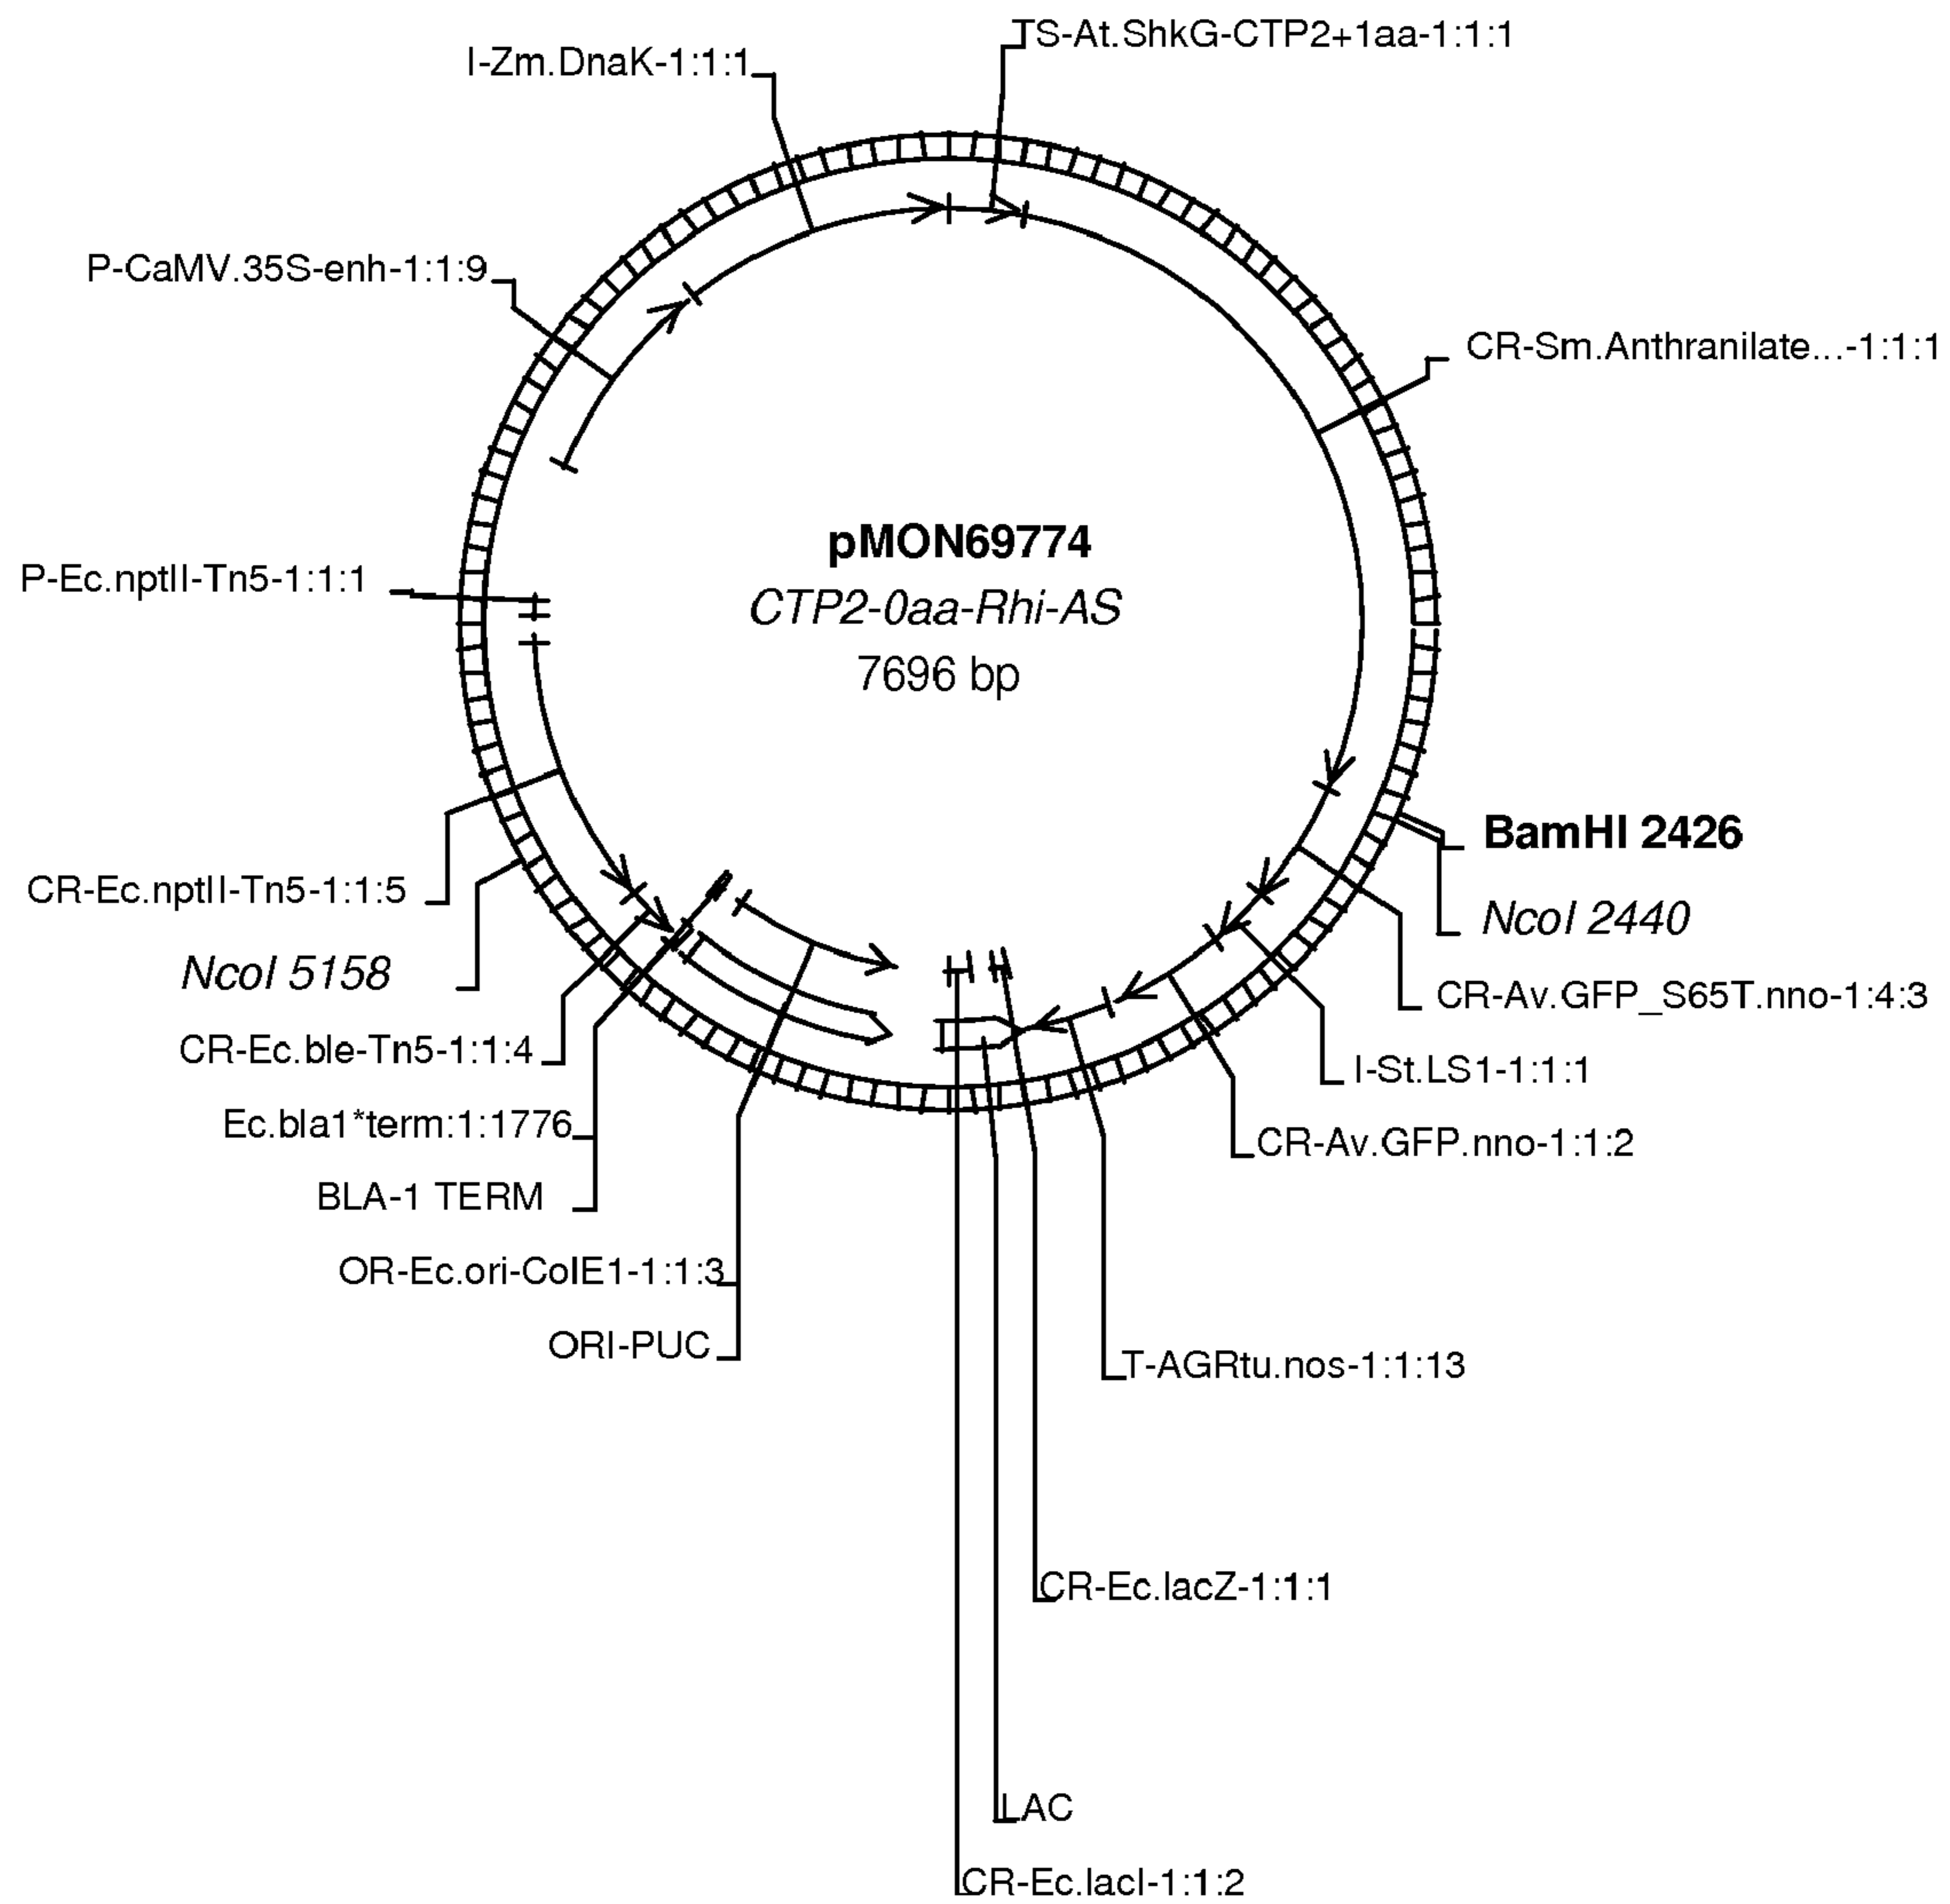 TS-At.ShkG-CTP2+1aa-1:1:1
I-Zm.DnaK-1:1:1
P-CaMV.35S-enh-1:1:9
CR-Sm.Anthranilate...-1:1:1
pMON69774
CTP2-0aa-Rhi-AS
7696 bp
P-Ec.nptII-Tn5-1:1:1
BamHI 2426
NcoI 2440
CR-Ec.nptII-Tn5-1:1:5
NcoI 5158
CR-Av.GFP_S65T.nno-1:4:3
CR-Ec.ble-Tn5-1:1:4
I-St.LS1-1:1:1
Ec.bla1*term:1:1776
CR-Av.GFP.nno-1:1:2
BLA-1 TERM
OR-Ec.ori-ColE1-1:1:3
ORI-PUC
T-AGRtu.nos-1:1:13
CR-Ec.lacZ-1:1:1
LAC
CR-Ec.lacI-1:1:2